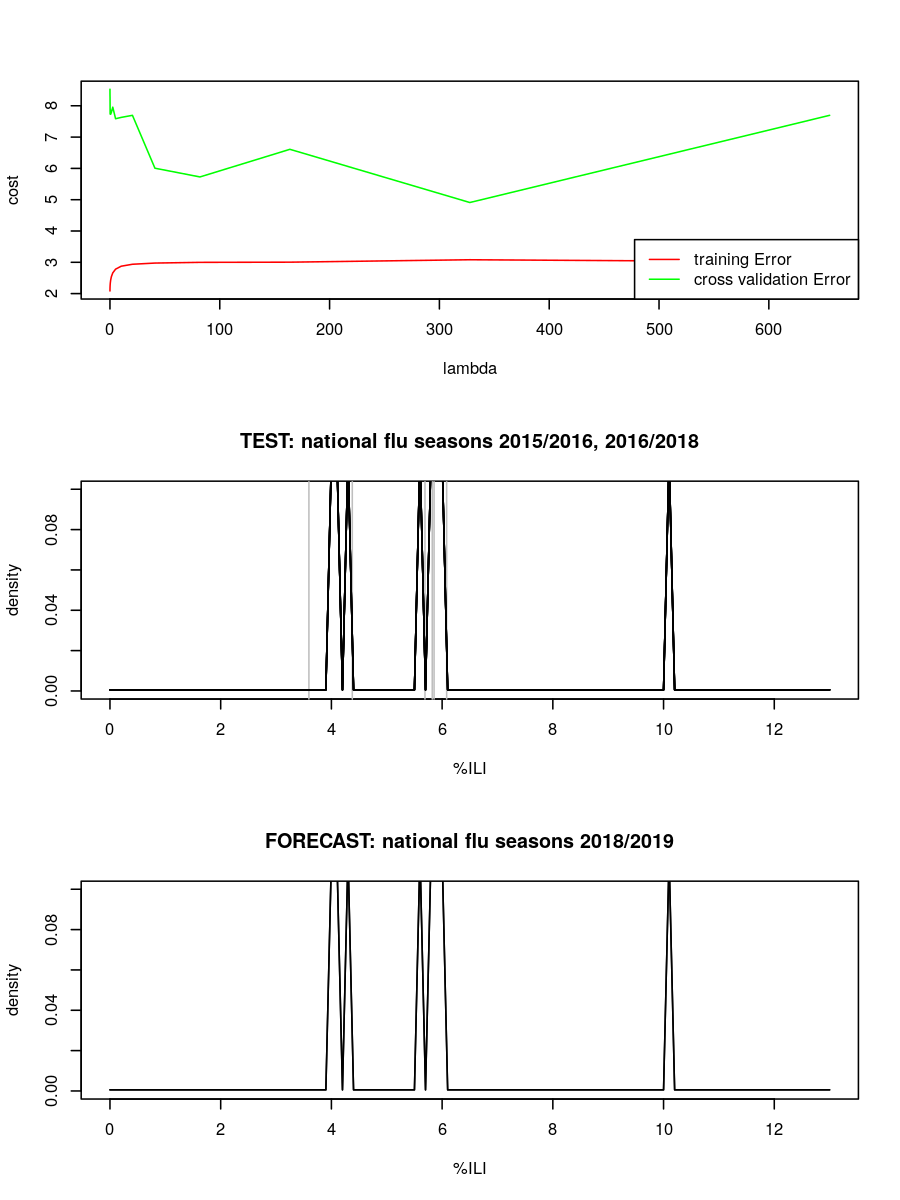 8
7
6
5
4
3
2
cost
training Error
cross validation Error
0 100 200 300 400 500 600
lambda
TEST: national flu seasons 2015/2016, 2016/2018
0.08
0.04
0.00
density
0 2 4 6 8 10 12
%ILI
FORECAST: national flu seasons 2018/2019
0.08
0.04
0.00
density
0 2 4 6 8 10 12
%ILI